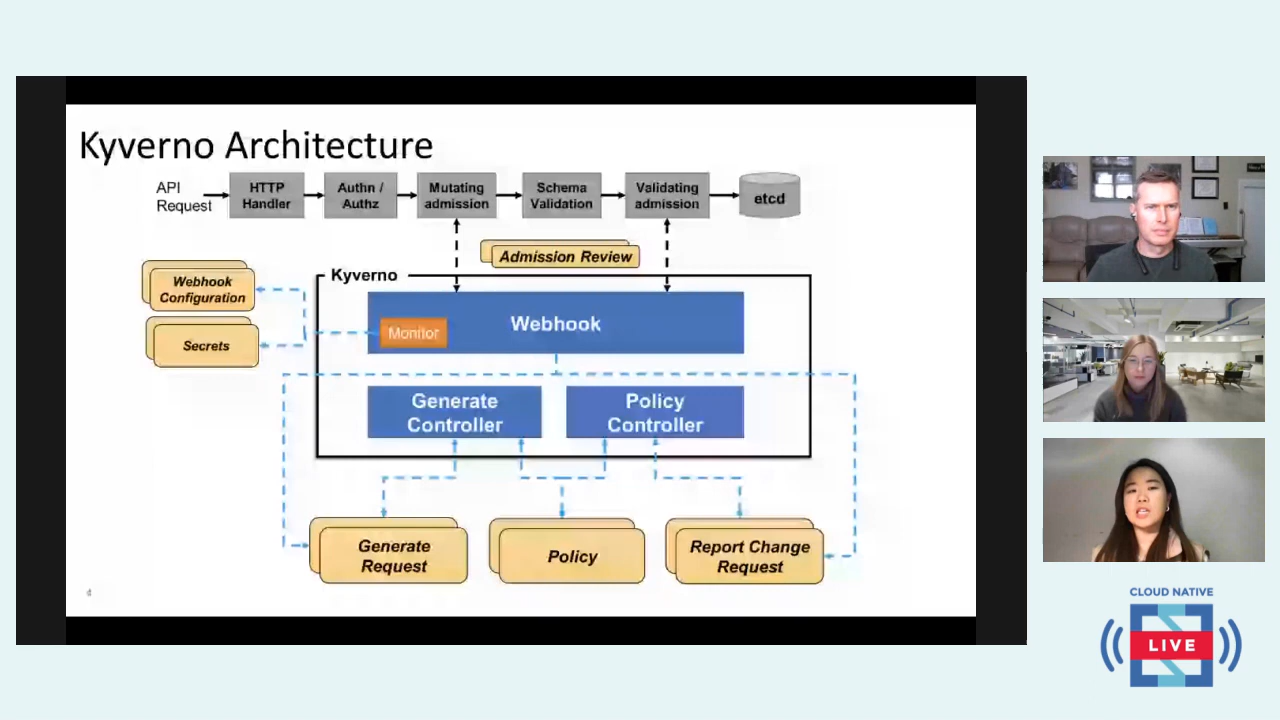 Kyverno Architecture
API
Request
HTTP
Handler
Authn /
Authz
Mutating
admission
Schema
Validation
Validating
admission
etcd
Admission Review
Kyverno
Webhook
Configuration
Secrets
Monitor
Webhook
Generate
Controller
Policy
Controller
Generate
Request
Policy
Report Change
Request
4
CLOUD NATIVE
LIVE